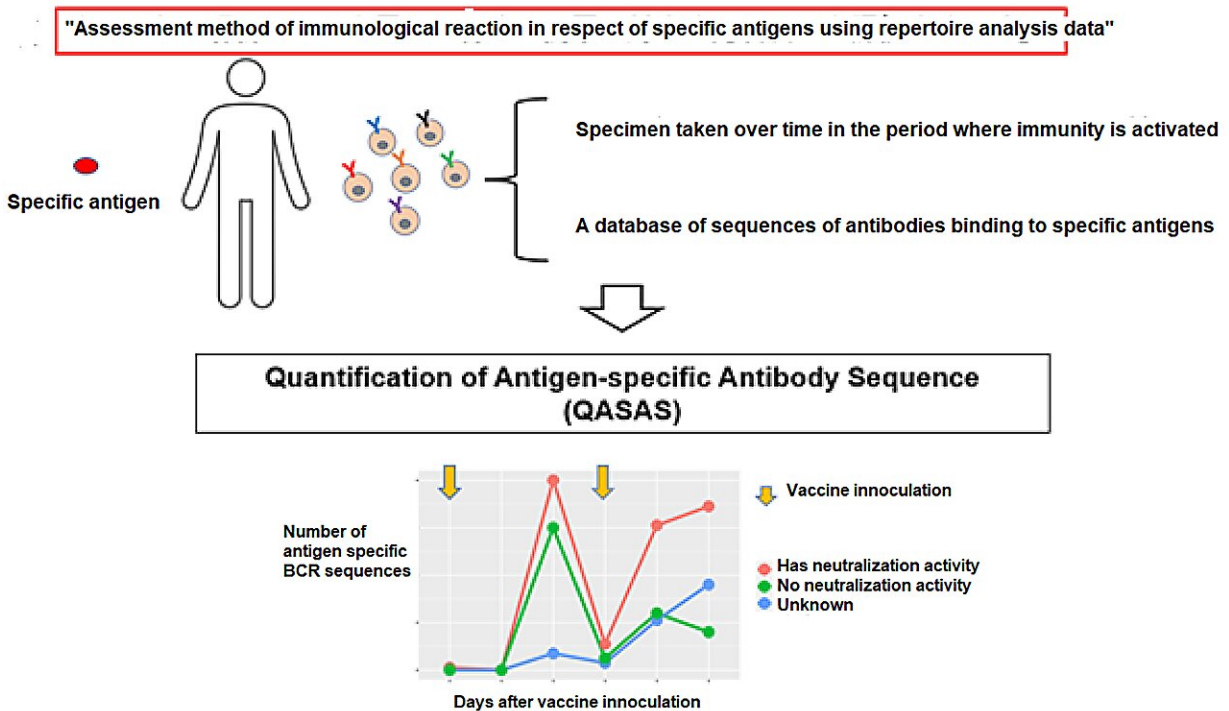 "Assessment method of immunological reaction in respect of specific antigens using repertoire analysis data"
Specimen taken over time in the period where immunity is activated
Specific antigen
A database of sequences of antibodies binding to specific antigens
Quantification of Antigen-specific Antibody Sequence
(QASAS)
Vaccine innoculation
Number of
antigen specific
BCR sequences
Has neutralization activity
No neutralization activity
Unknown
Days after vaccine innoculation